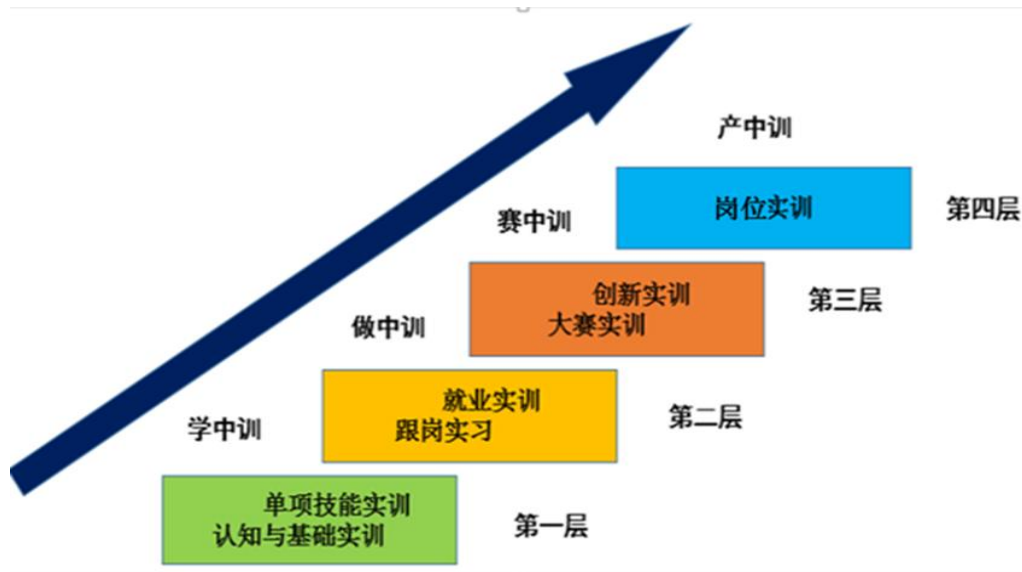 产中训
岗位实训
第四层
赛中训
创新实训
大赛实训
第三层
做中训
就业实训
跟岗实习
第二层
学中训
单项技能实训
认知与基础实训
第一层